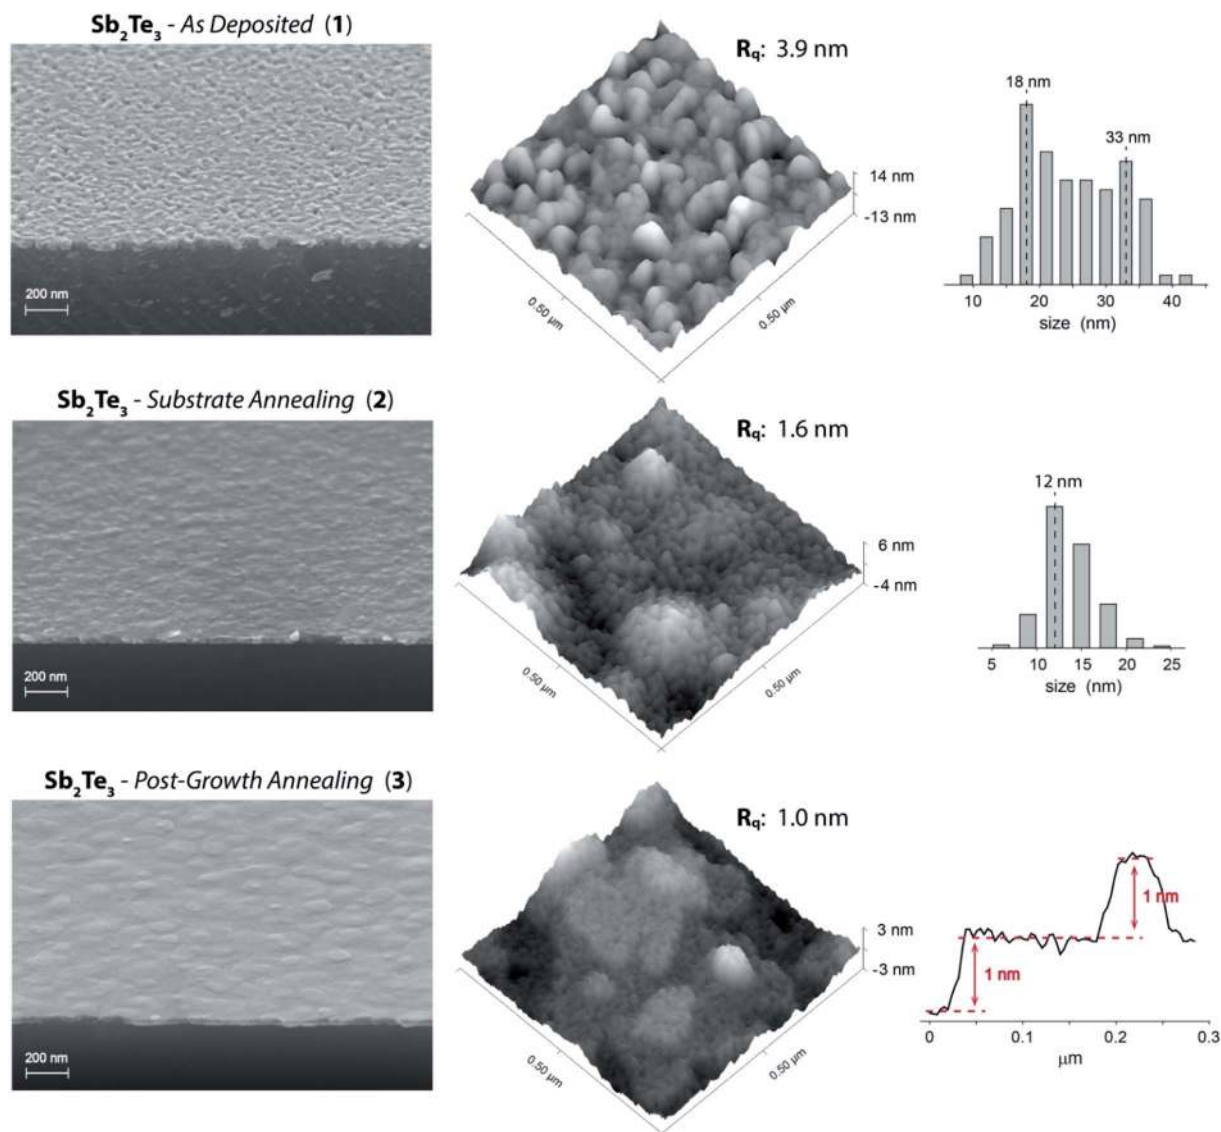 Sb₂Te₃ - As Deposited (1)
200 nm
Rq: 3.9 nm
14 nm
-13 nm
0.50 µm
0.50 µm
18 nm
33 nm
10 20 30 40
size (nm)
Sb₂Te₃ - Substrate Annealing (2)
200 nm
Rq: 1.6 nm
6 nm
-4 nm
0.50 µm
0.50 µm
12 nm
5 10 15 20 25
size (nm)
Sb₂Te₃ - Post-Growth Annealing (3)
200 nm
Rq: 1.0 nm
3 nm
-3 nm
0.50 µm
0.50 µm
1 nm
1 nm
0 0.1 0.2 0.3
µm